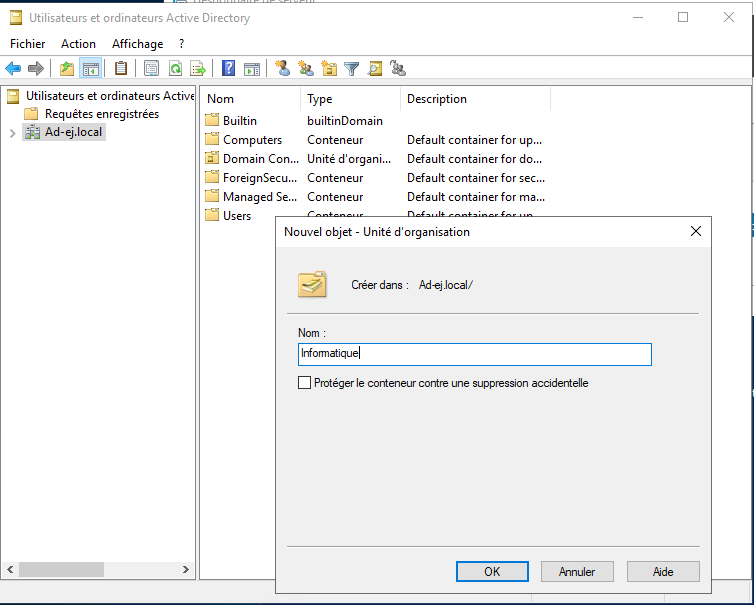 Gestionnaire de serveur
Utilisateurs et ordinateurs Active Directory
Fichier Action Affichage ?
Utilisateurs et ordinateurs Active
Requêtes enregistrées
Ad-ej.local
Nom Type Description
Builtin builtinDomain
Computers Conteneur Default container for up...
Domain Con... Unité d'organi... Default container for do...
ForeignSecu... Conteneur Default container for sec...
Managed Se... Conteneur Default container for ma...
Users Conteneur Default container for up...
Nouvel objet - Unité d'organisation
Créer dans : Ad-ej.local/
Nom :
Informatique
Protéger le conteneur contre une suppression accidentelle
OK Annuler Aide